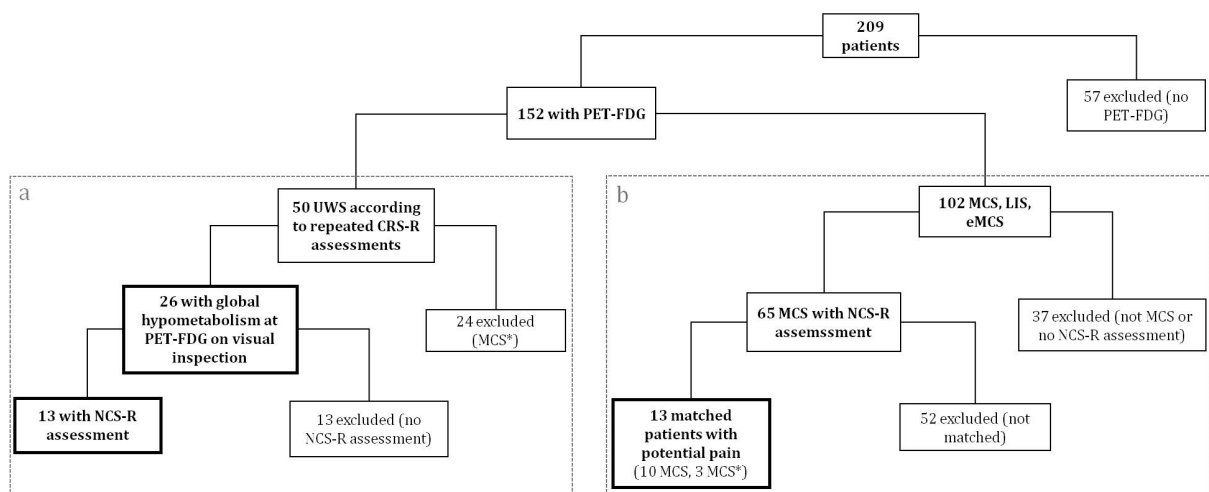 209
patients
57 excluded (no
PET-FDG)
152 with PET-FDG
a
50 UWS according
to repeated CRS-R
assessments
26 with global
hypometabolism at
PET-FDG on visual
inspection
24 excluded
(MCS*)
13 with NCS-R
assessment
13 excluded (no
NCS-R assessment)
b
102 MCS, LIS,
eMCS
65 MCS with NCS-R
assemssment
37 excluded (not MCS or
no NCS-R assessment)
13 matched
patients with
potential pain
(10 MCS, 3 MCS*)
52 excluded (not
matched)